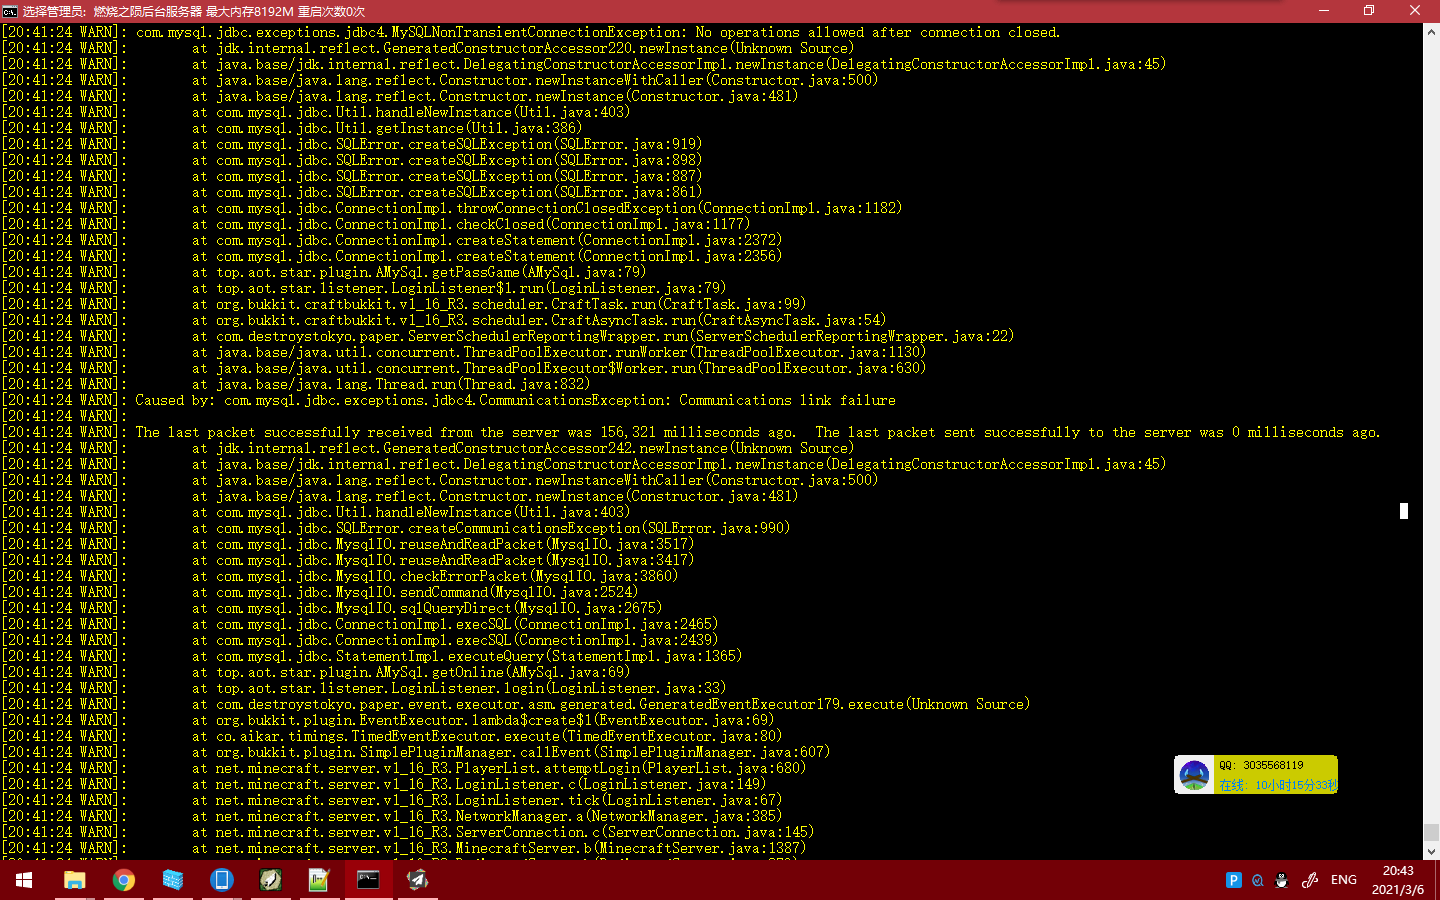 选择管理员: 燃烧之陨后台服务器 最大内存8192M 重启次数0次
[20:41:24 WARN]: com.mysql.jdbc.exceptions.jdbc4.MySQLNonTransientConnectionException: No operations allowed after connection closed.
[20:41:24 WARN]: at jdk.internal.reflect.GeneratedConstructorAccessor220.newInstance(Unknown Source)
[20:41:24 WARN]: at java.base/jdk.internal.reflect.DelegatingConstructorAccessorImpl.newInstance(DelegatingConstructorAccessorImpl.java:45)
[20:41:24 WARN]: at java.base/java.lang.reflect.Constructor.newInstanceWithCaller(Constructor.java:500)
[20:41:24 WARN]: at java.base/java.lang.reflect.Constructor.newInstance(Constructor.java:481)
[20:41:24 WARN]: at com.mysql.jdbc.Util.handleNewInstance(Util.java:403)
[20:41:24 WARN]: at com.mysql.jdbc.Util.getInstance(Util.java:386)
[20:41:24 WARN]: at com.mysql.jdbc.SQLError.createSQLException(SQLError.java:919)
[20:41:24 WARN]: at com.mysql.jdbc.SQLError.createSQLException(SQLError.java:898)
[20:41:24 WARN]: at com.mysql.jdbc.SQLError.createSQLException(SQLError.java:887)
[20:41:24 WARN]: at com.mysql.jdbc.SQLError.createSQLException(SQLError.java:861)
[20:41:24 WARN]: at com.mysql.jdbc.ConnectionImpl.throwConnectionClosedException(ConnectionImpl.java:1182)
[20:41:24 WARN]: at com.mysql.jdbc.ConnectionImpl.checkClosed(ConnectionImpl.java:1177)
[20:41:24 WARN]: at com.mysql.jdbc.ConnectionImpl.createStatement(ConnectionImpl.java:2372)
[20:41:24 WARN]: at com.mysql.jdbc.ConnectionImpl.createStatement(ConnectionImpl.java:2356)
[20:41:24 WARN]: at top.aot.star.plugin.AMySql.getPassGame(AMySql.java:79)
[20:41:24 WARN]: at top.aot.star.listener.LoginListener$1.run(LoginListener.java:79)
[20:41:24 WARN]: at org.bukkit.craftbukkit.v1_16_R3.scheduler.CraftTask.run(CraftTask.java:99)
[20:41:24 WARN]: at org.bukkit.craftbukkit.v1_16_R3.scheduler.CraftAsyncTask.run(CraftAsyncTask.java:54)
[20:41:24 WARN]: at com.destroystokyo.paper.ServerSchedulerReportingWrapper.run(ServerSchedulerReportingWrapper.java:22)
[20:41:24 WARN]: at java.base/java.util.concurrent.ThreadPoolExecutor.runWorker(ThreadPoolExecutor.java:1130)
[20:41:24 WARN]: at java.base/java.util.concurrent.ThreadPoolExecutor$Worker.run(ThreadPoolExecutor.java:630)
[20:41:24 WARN]: at java.base/java.lang.Thread.run(Thread.java:832)
[20:41:24 WARN]: Caused by: com.mysql.jdbc.exceptions.jdbc4.CommunicationsException: Communications link failure
[20:41:24 WARN]:
[20:41:24 WARN]: The last packet successfully received from the server was 156,321 milliseconds ago.  The last packet sent successfully to the server was 0 milliseconds ago.
[20:41:24 WARN]: at jdk.internal.reflect.GeneratedConstructorAccessor242.newInstance(Unknown Source)
[20:41:24 WARN]: at java.base/jdk.internal.reflect.DelegatingConstructorAccessorImpl.newInstance(DelegatingConstructorAccessorImpl.java:45)
[20:41:24 WARN]: at java.base/java.lang.reflect.Constructor.newInstanceWithCaller(Constructor.java:500)
[20:41:24 WARN]: at java.base/java.lang.reflect.Constructor.newInstance(Constructor.java:481)
[20:41:24 WARN]: at com.mysql.jdbc.Util.handleNewInstance(Util.java:403)
[20:41:24 WARN]: at com.mysql.jdbc.SQLError.createCommunicationsException(SQLError.java:990)
[20:41:24 WARN]: at com.mysql.jdbc.MysqlIO.reuseAndReadPacket(MysqlIO.java:3517)
[20:41:24 WARN]: at com.mysql.jdbc.MysqlIO.reuseAndReadPacket(MysqlIO.java:3417)
[20:41:24 WARN]: at com.mysql.jdbc.MysqlIO.checkErrorPacket(MysqlIO.java:3860)
[20:41:24 WARN]: at com.mysql.jdbc.MysqlIO.sendCommand(MysqlIO.java:2524)
[20:41:24 WARN]: at com.mysql.jdbc.MysqlIO.sqlQueryDirect(MysqlIO.java:2675)
[20:41:24 WARN]: at com.mysql.jdbc.ConnectionImpl.execSQL(ConnectionImpl.java:2465)
[20:41:24 WARN]: at com.mysql.jdbc.ConnectionImpl.execSQL(ConnectionImpl.java:2439)
[20:41:24 WARN]: at com.mysql.jdbc.StatementImpl.executeQuery(StatementImpl.java:1365)
[20:41:24 WARN]: at top.aot.star.plugin.AMySql.getOnline(AMySql.java:69)
[20:41:24 WARN]: at top.aot.star.listener.LoginListener.login(LoginListener.java:33)
[20:41:24 WARN]: at com.destroystokyo.paper.event.executor.asm.generated.GeneratedEventExecutor179.execute(Unknown Source)
[20:41:24 WARN]: at org.bukkit.plugin.EventExecutor.lambda$create$1(EventExecutor.java:69)
[20:41:24 WARN]: at co.aikar.timings.TimedEventExecutor.execute(TimedEventExecutor.java:80)
[20:41:24 WARN]: at org.bukkit.plugin.SimplePluginManager.callEvent(SimplePluginManager.java:607)
[20:41:24 WARN]: at net.minecraft.server.v1_16_R3.PlayerList.attemptLogin(PlayerList.java:680)
[20:41:24 WARN]: at net.minecraft.server.v1_16_R3.LoginListener.c(LoginListener.java:149)
[20:41:24 WARN]: at net.minecraft.server.v1_16_R3.LoginListener.tick(LoginListener.java:67)
[20:41:24 WARN]: at net.minecraft.server.v1_16_R3.NetworkManager.a(NetworkManager.java:385)
[20:41:24 WARN]: at net.minecraft.server.v1_16_R3.ServerConnection.c(ServerConnection.java:145)
[20:41:24 WARN]: at net.minecraft.server.v1_16_R3.MinecraftServer.b(MinecraftServer.java:1387)
QQ: 3035568119
在线: 10小时15分33秒
ENG
20:43
2021/3/6